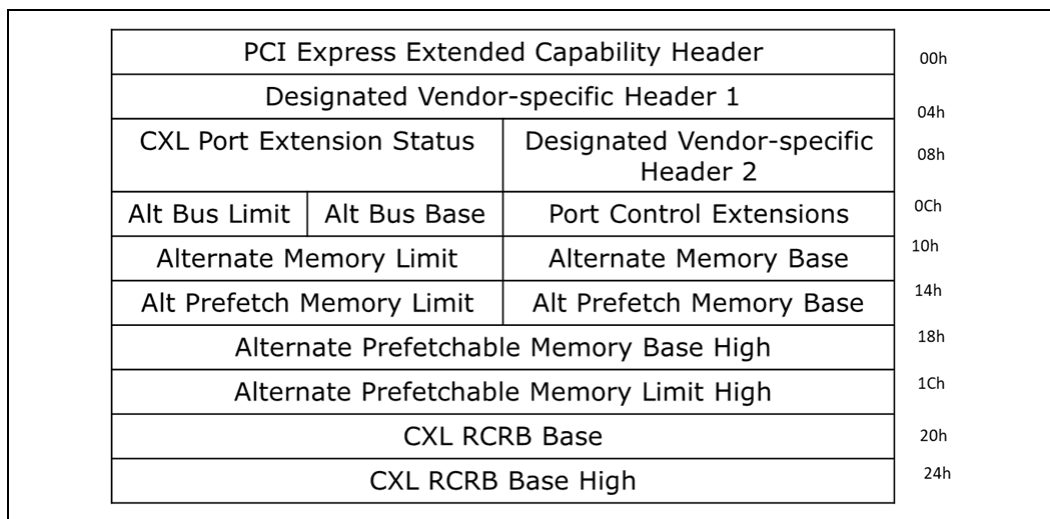 PCI Express Extended Capability Header
00h
Designated Vendor-specific Header 1
04h
CXL Port Extension Status
Designated Vendor-specific
Header 2
08h
Alt Bus Limit
Alt Bus Base
Port Control Extensions
0Ch
Alternate Memory Limit
Alternate Memory Base
10h
Alt Prefetch Memory Limit
Alt Prefetch Memory Base
14h
Alternate Prefetchable Memory Base High
18h
Alternate Prefetchable Memory Limit High
1Ch
CXL RCRB Base
20h
CXL RCRB Base High
24h